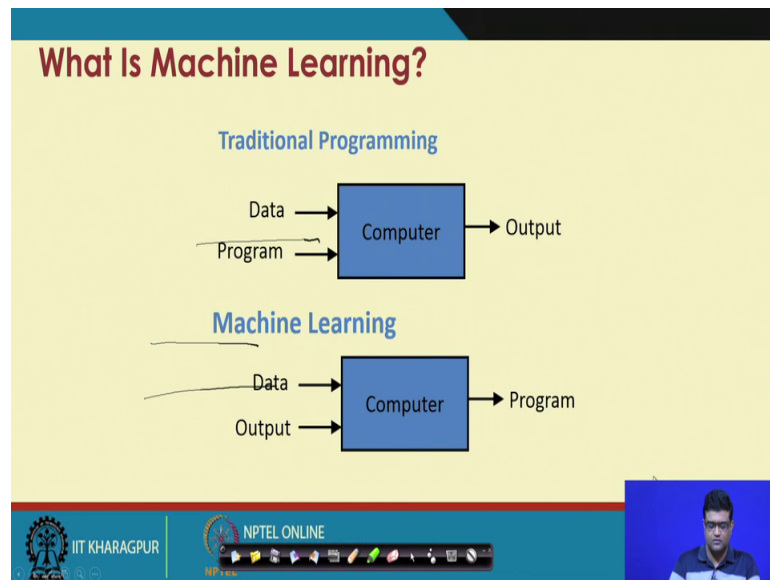 What Is Machine Learning?
Traditional Programming
Data
Program
Computer
Output
Machine Learning
Data
Output
Computer
Program
IIT KHARAGPUR
NPTEL ONLINE
NPTEL